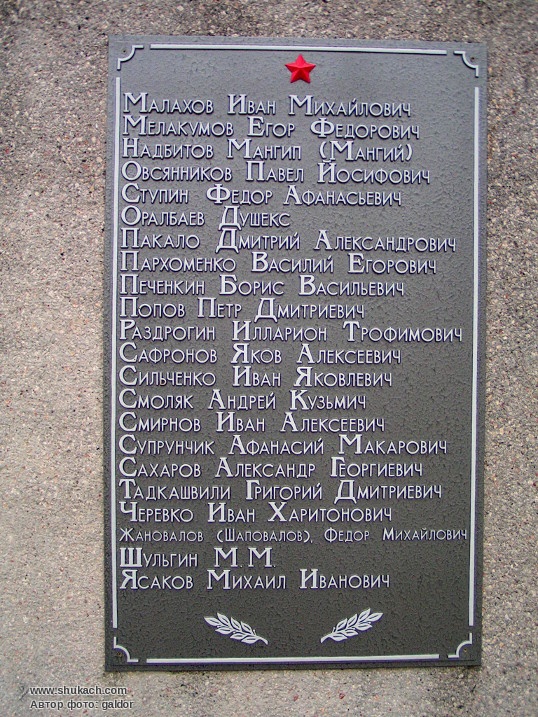 Малахов Иван Михайлович
Мелакумов Егор Федорович
Надбитов Мангип (Мангий)
Овсянников Павел Иосифович
Ступин Федор Афанасьевич
Оралбаев Душекс
Пакало Дмитрий Александрович
Пархоменко Василий Егорович
Печенкин Борис Васильевич
Попов Петр Дмитриевич
Раздрогин Илларион Трофимович
Сафронов Яков Алексеевич
Сильченко Иван Яковлевич
Смоляк Андрей Кузьмич
Смирнов Иван Алексеевич
Супрунчик Афанасий Макарович
Сахаров Александр Георгиевич
Тадкашвили Григорий Дмитриевич
Черевко Иван Харитонович
Жановалов (Шаповалов), Федор Михайлович
Шульгин М. М.
Ясаков Михаил Иванович
www.shukach.com
Автор фото: galdor